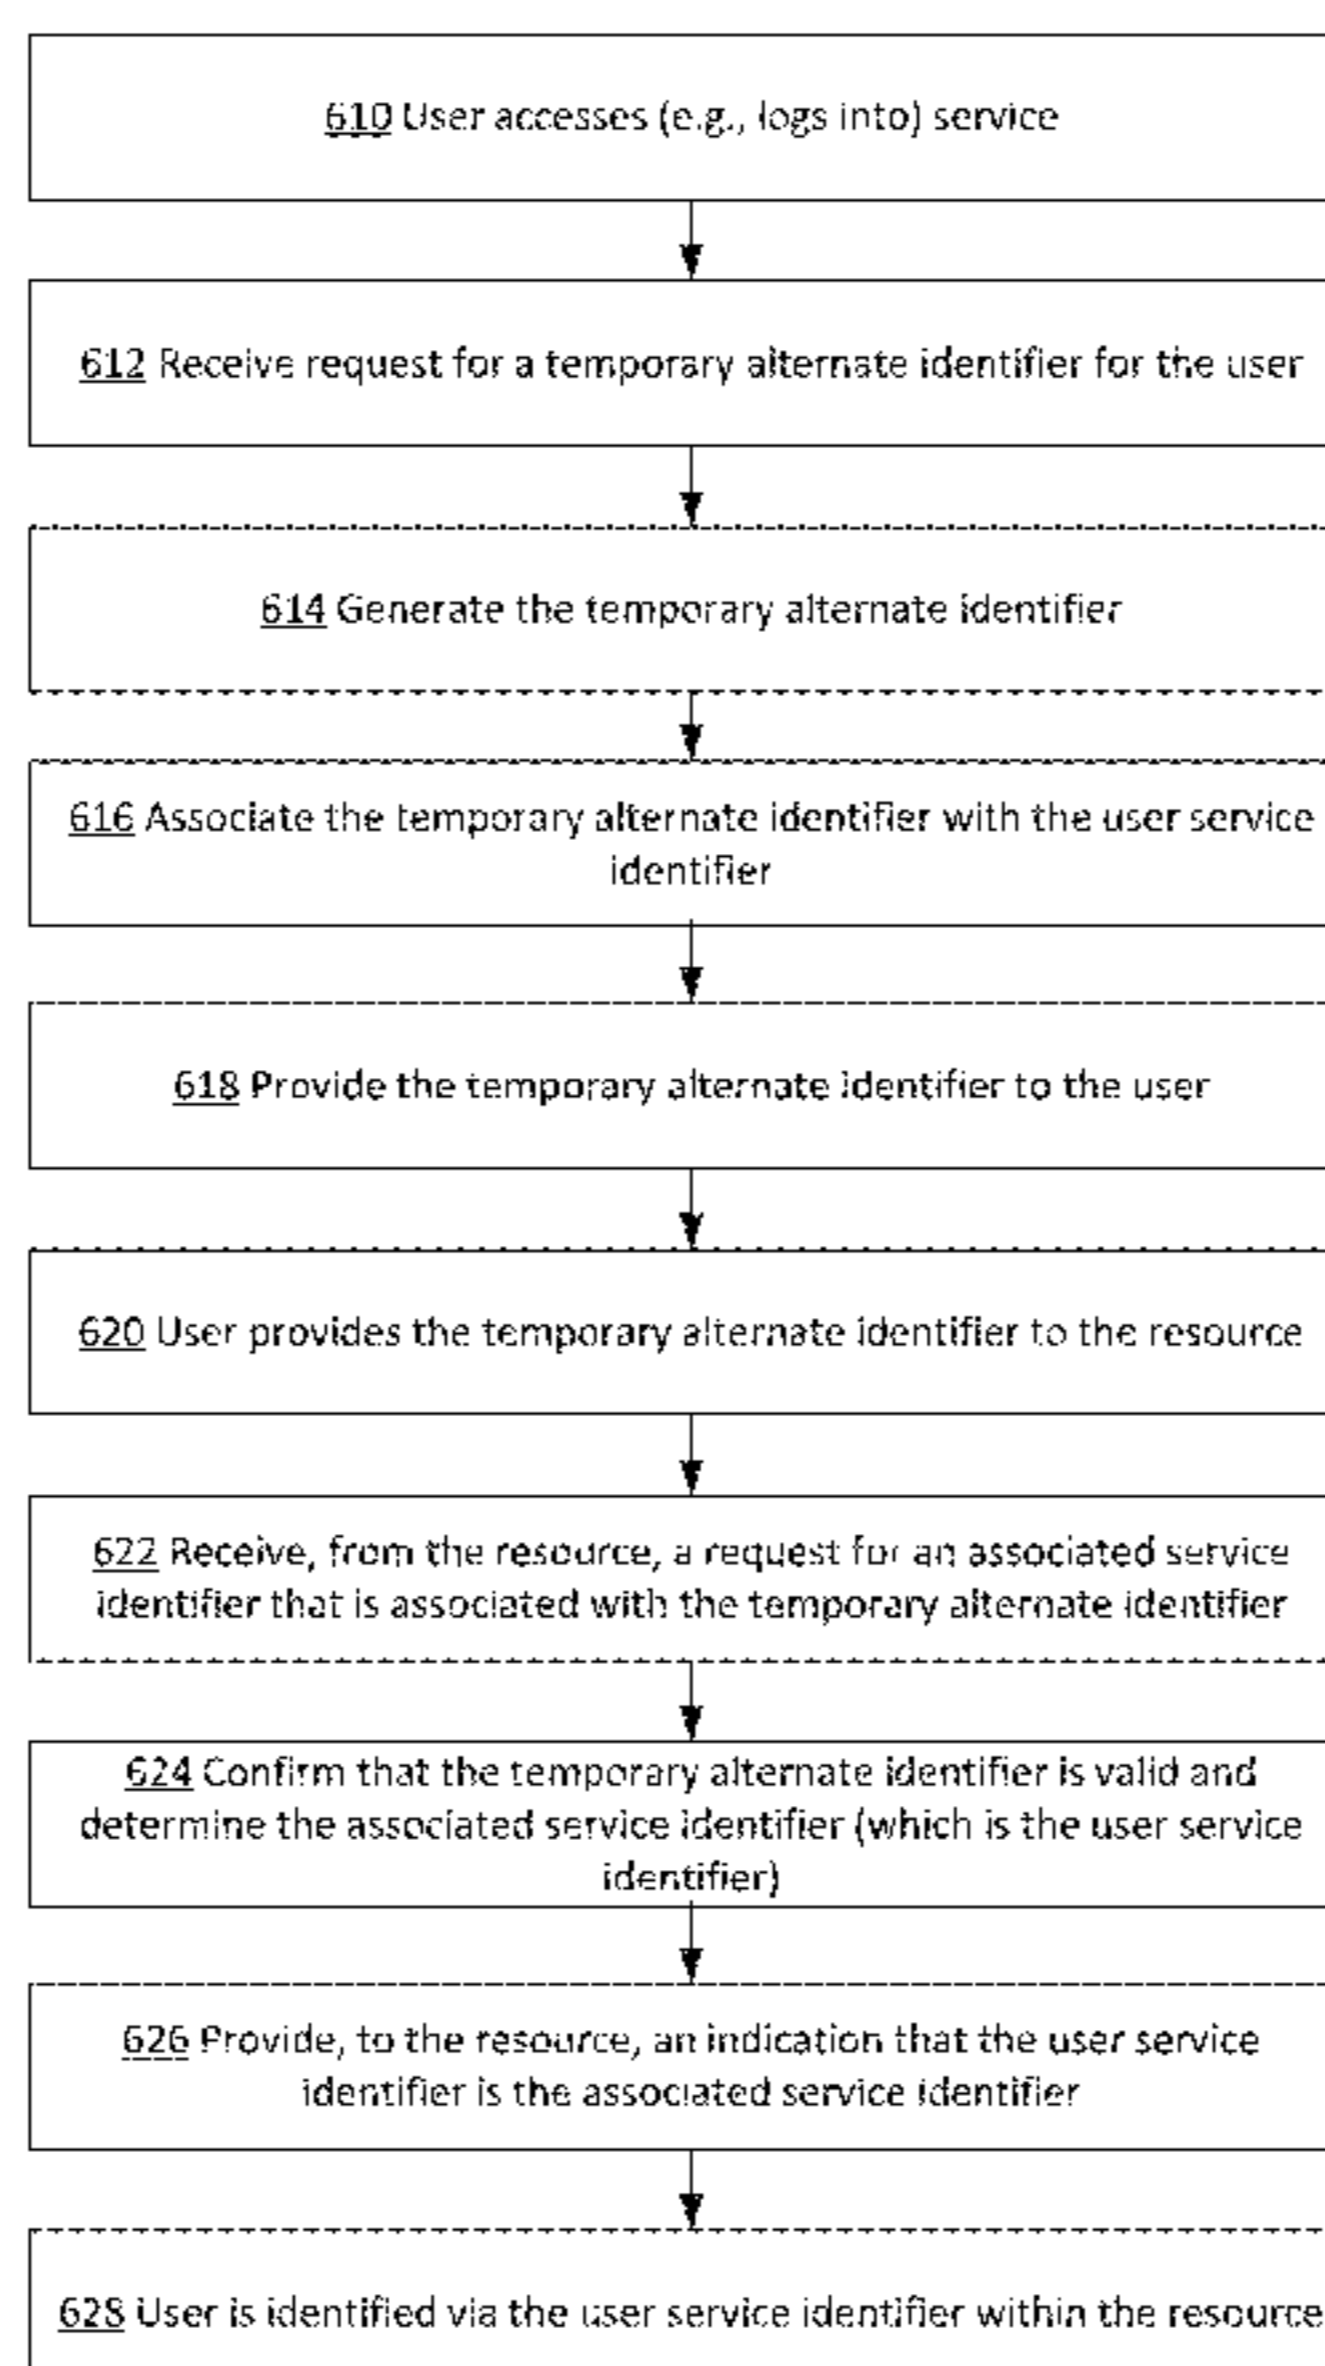 610 User accesses (e.g., logs into) service
612 Receive request for a temporary alternate identifier for the user
614 Generate the temporary alternate identifier
616 Associate the temporary alternate identifier with the user service
identifier
618 Provide the temporary alternate identifier to the user
620 User provides the temporary alternate identifier to the resource
622 Receive, from the resource, a request for an associated service
identifier that is associated with the temporary alternate identifier
624 Confirm that the temporary alternate identifier is valid and
determine the associated service identifier (which is the user service
identifier)
626 Provide, to the resource, an indication that the user service
identifier is the associated service identifier
628 User is identified via the user service identifier within the resource